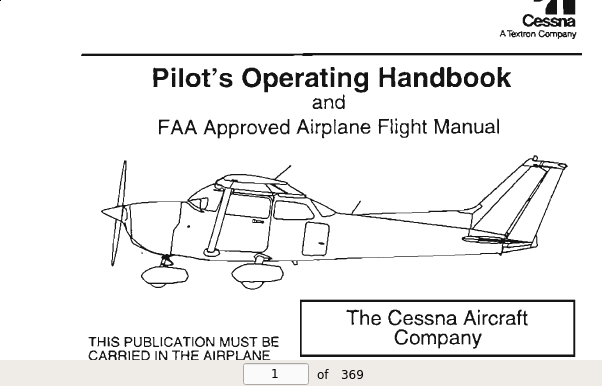 Cessna
A Textron Company
Pilot's Operating Handbook
and
FAA Approved Airplane Flight Manual
The Cessna Aircraft
Company
THIS PUBLICATION MUST BE
CARRIED IN THE AIRPLANE
1 of 369